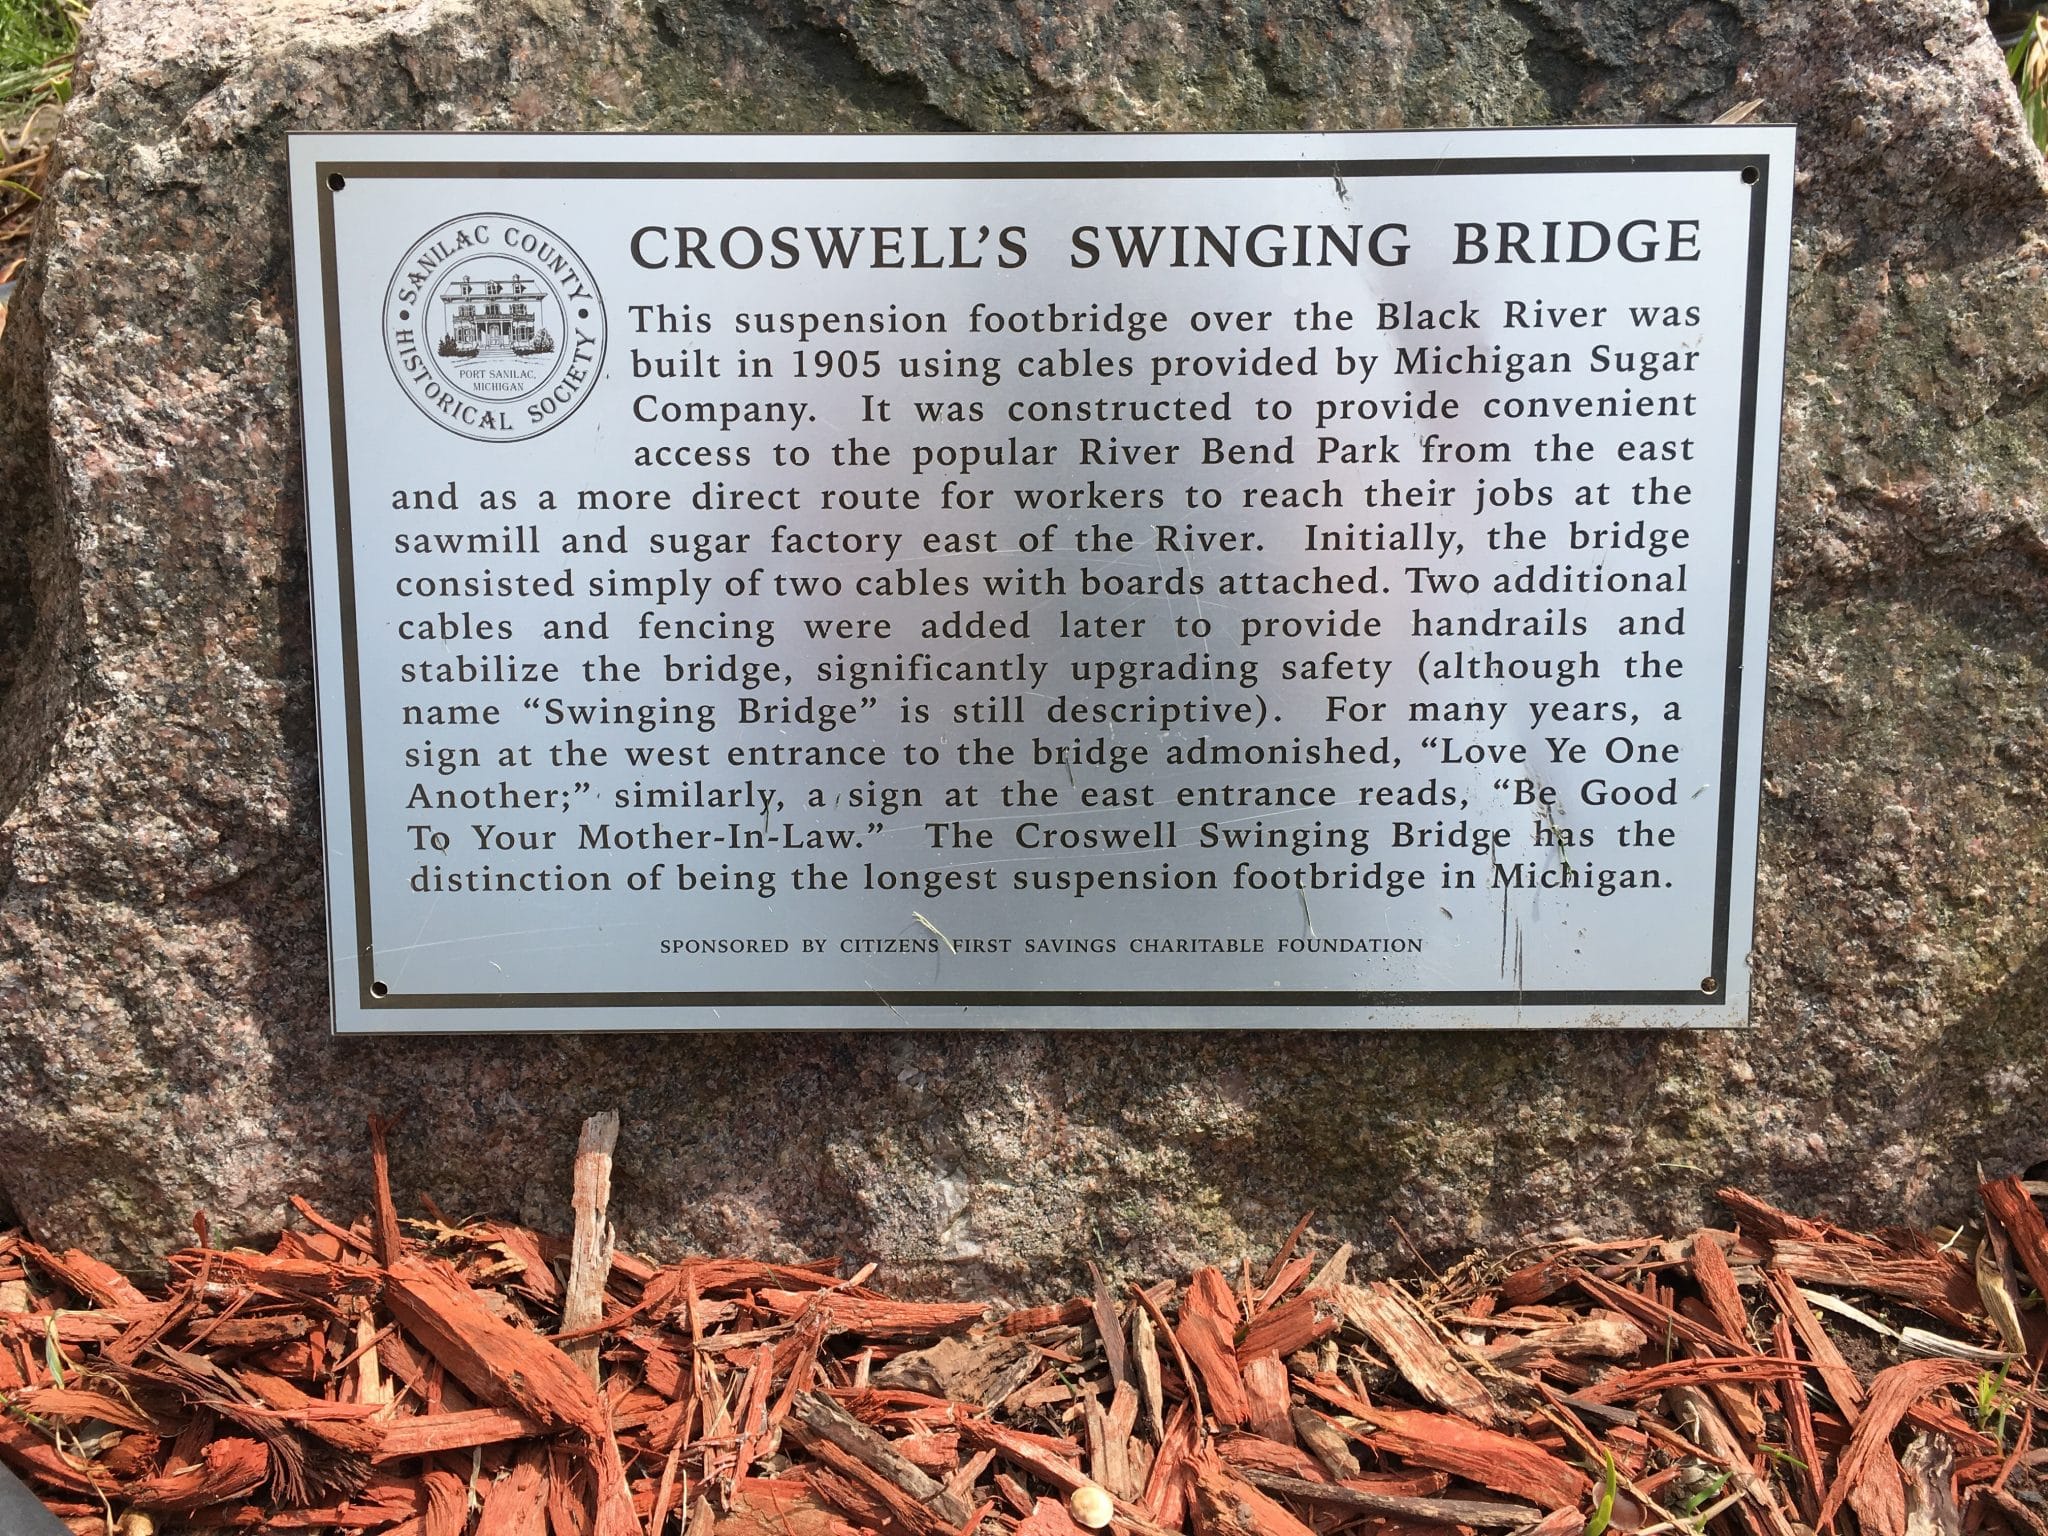 SANILAC COUNTY
HISTORICAL SOCIETY
PORT SANILAC,
MICHIGAN
CROSWELL'S SWINGING BRIDGE
This suspension footbridge over the Black River was
built in 1905 using cables provided by Michigan Sugar
Company. It was constructed to provide convenient
access to the popular River Bend Park from the east
and as a more direct route for workers to reach their jobs at the
sawmill and sugar factory east of the River. Initially, the bridge
consisted simply of two cables with boards attached. Two additional
cables and fencing were added later to provide handrails and
stabilize the bridge, significantly upgrading safety (although the
name “Swinging Bridge” is still descriptive). For many years, a
sign at the west entrance to the bridge admonished, “Love Ye One
Another;” similarly, a sign at the east entrance reads, “Be Good
To Your Mother-In-Law.” The Croswell Swinging Bridge has the
distinction of being the longest suspension footbridge in Michigan.
SPONSORED BY CITIZENS FIRST SAVINGS CHARITABLE FOUNDATION